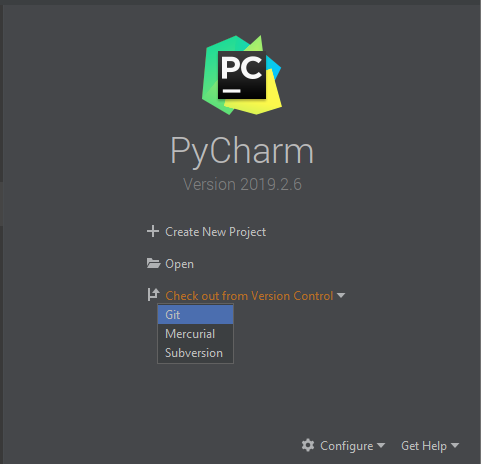 PC
PyCharm
Version 2019.2.6
Create New Project
Open
Check out from Version Control
Git
Mercurial
Subversion
Configure Get Help